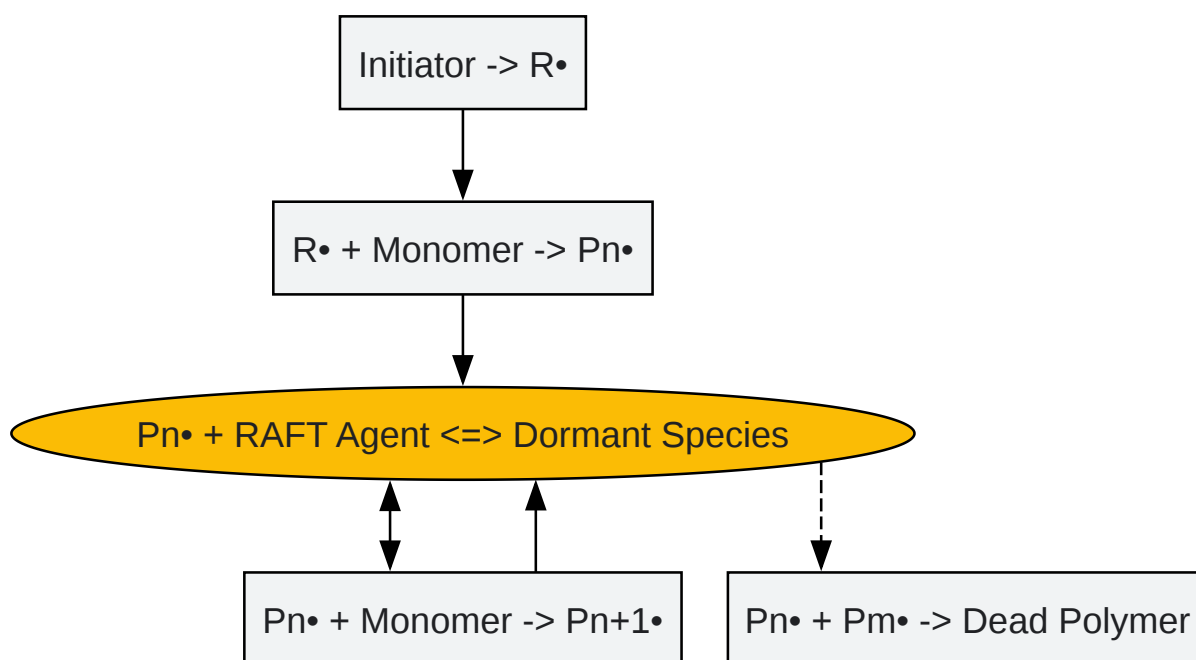 Initiator -> R•
R• + Monomer -> Pn•
Pn• + RAFT Agent <=> Dormant Species
Pn• + Monomer -> Pn+1•
Pn• + Pm• -> Dead Polymer